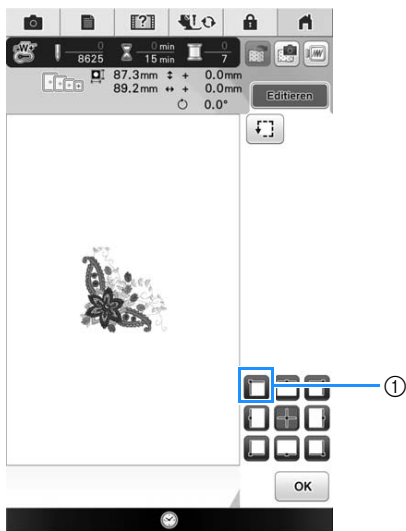 W+ 0 0 min 0
8625 15 min 7
87.3mm ↕ + 0.0mm
89.2mm ↔ + 0.0mm
0.0°
Editieren
①
OK